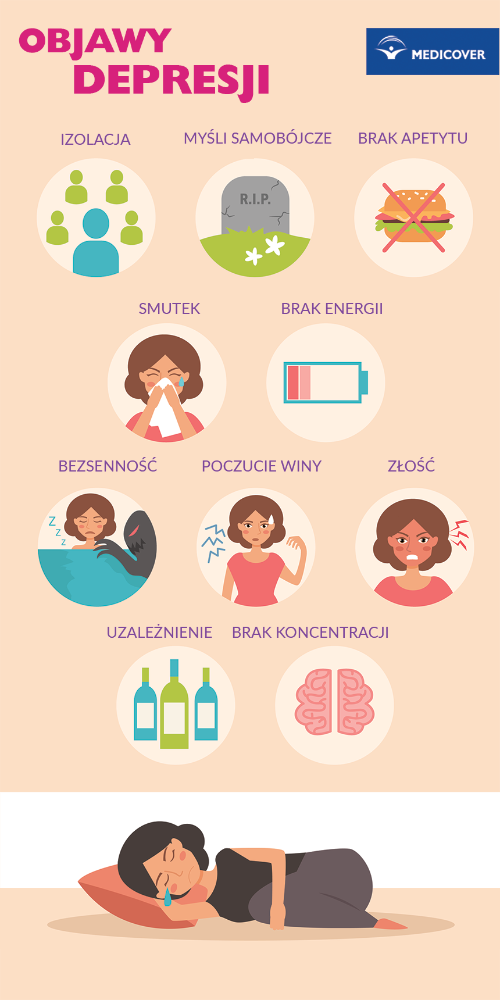 OBJAWY
DEPRESJI
MEDICOVER
IZOLACJA
MYŚLI SAMOBÓJCZE
BRAK APETYTU
R.I.P.
SMUTEK
BRAK ENERGII
BEZSENNOŚĆ
POCZUCIE WINY
ZŁOŚĆ
Z
Z
Z
UZALEŻNIENIE
BRAK KONCENTRACJI